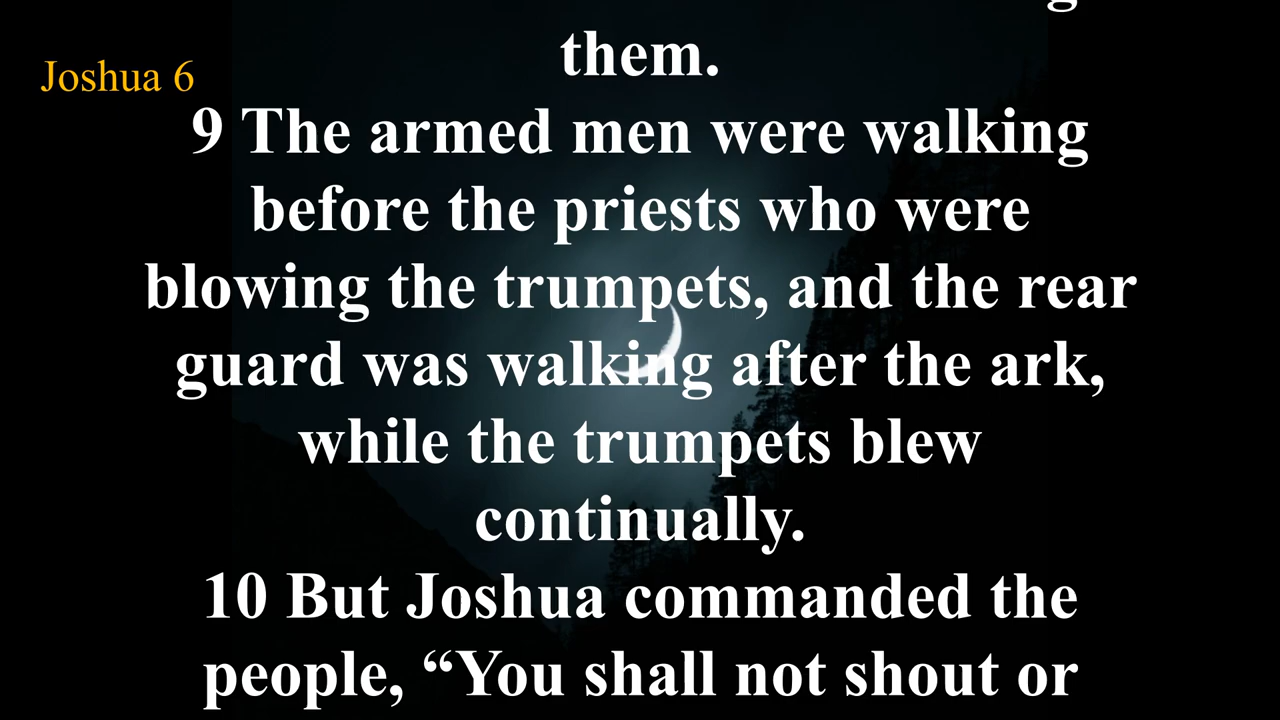 Joshua 6
them.
9 The armed men were walking
before the priests who were
blowing the trumpets, and the rear
guard was walking after the ark,
while the trumpets blew
continually.
10 But Joshua commanded the
people, “You shall not shout or